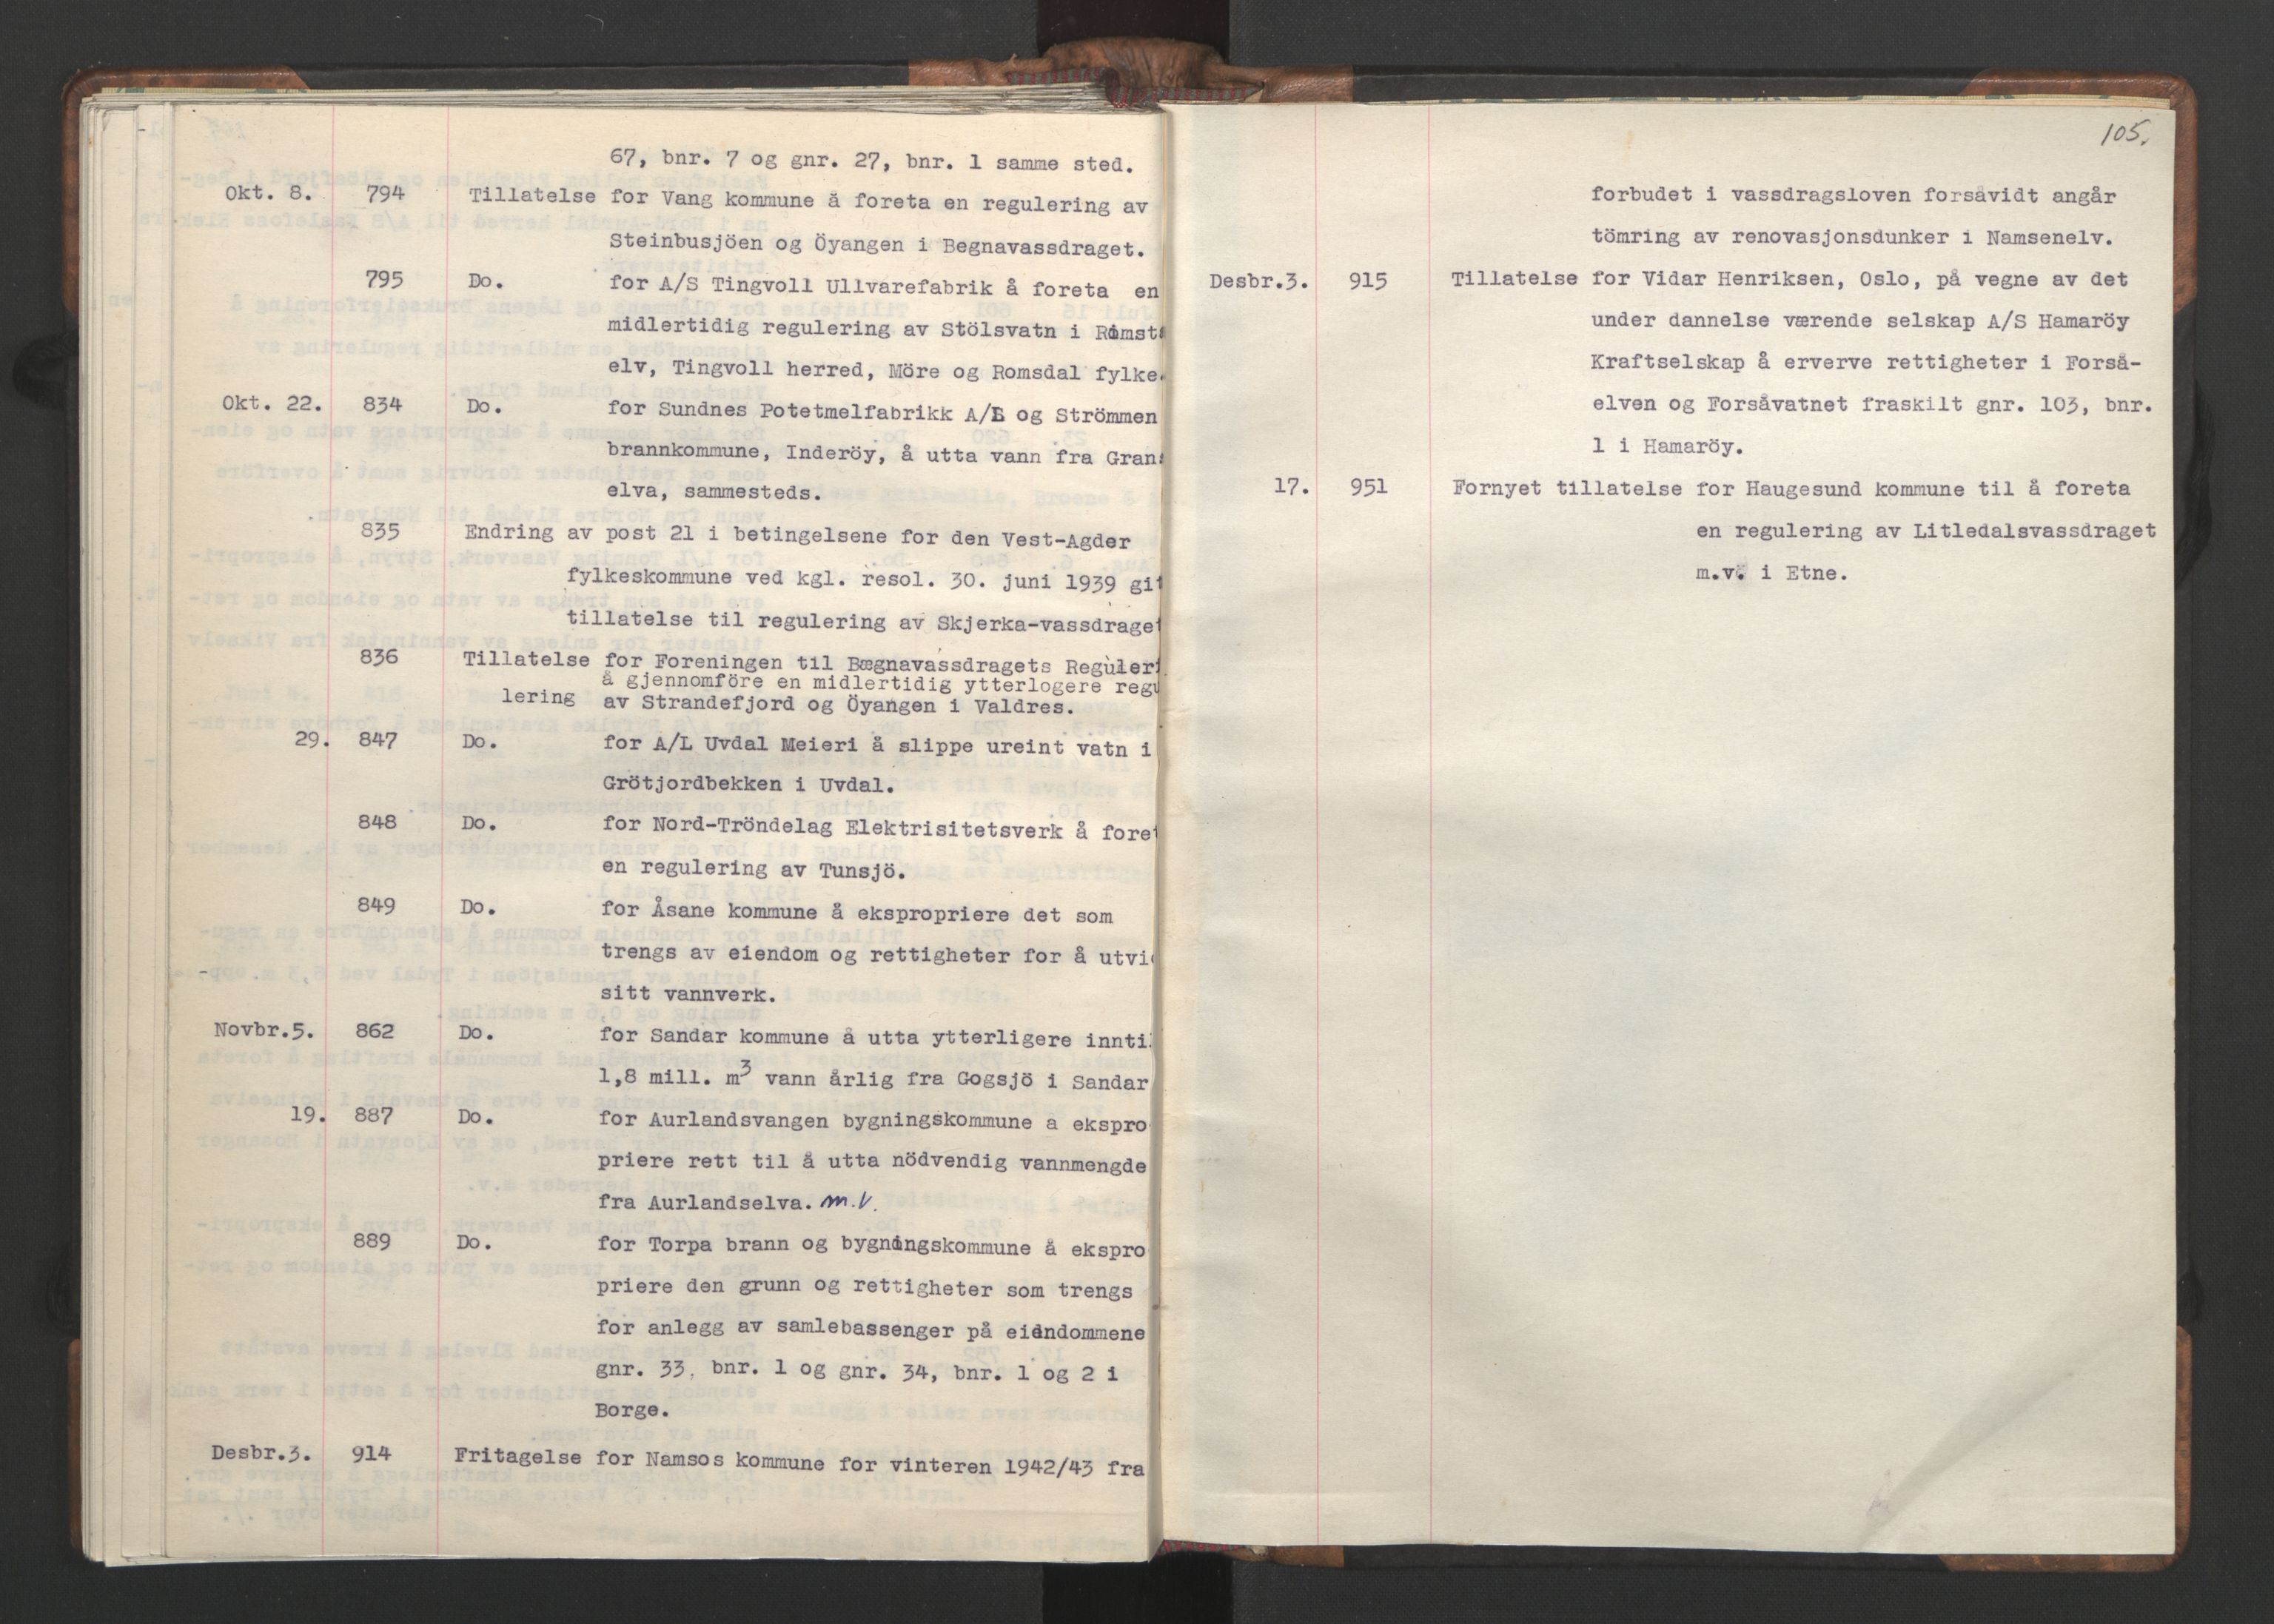 67, bnr. 7 og gnr. 27, bnr. 1 samme sted.
Okt. 8. 794 Tillatelse for Vang kommune å foreta en regulering av
Steinbusjöen og Öyangen i Begnavassdraget.
795 Do. for A/S Tingvoll Ullvarefabrik å foreta en
midlertidig regulering av Stölsvatn i Rimsta
elv, Tingvoll herred, Möre og Romsdal fylke.
Okt. 22. 834 Do. for Sundnes Potetmelfabrikk A/L og Strömmen
brannkommune, Inderöy, å utta vann fra Grana
elva, sammesteds.
835 Endring av post 21 i betingelsene for den Vest-Agder
fylkeskommune ved kgl. resol. 30. juni 1939 git
tillatelse til regulering av Skjerka-vassdraget
836 Tillatelse for Foreningen til Bægnavassdragets Reguleri
å gjennomföre en midlertidig ytterlogere regu
lering av Strandefjord og Öyangen i Valdres.
29. 847 Do. for A/L Uvdal Meieri å slippe ureint vatn i
Grötjordbekken i Uvdal.
848 Do. for Nord-Tröndelag Elektrisitetsverk å foret
en regulering av Tunsjö.
849 Do. for Åsane kommune å ekspropriere det som
trengs av eiendom og rettigheter for å utvid
sitt vannverk.
Novbr.5. 862 Do. for Sandar kommune å utta ytterligere inntil
1,8 mill. m3 vann årlig fra Gogsjö i Sandar
19. 887 Do. for Aurlandsvangen bygningskommune a ekspro-
priere rett til å utta nödvendig vannmengde
fra Aurlandselva. m.v.
889 Do. for Torpa brann og bygningskommune å ekspro
priere den grunn og rettigheter som trengs
for anlegg av samlebassenger på eiendommene
gnr. 33, bnr. 1 og gnr. 34, bnr. 1 og 2 i
Borge.
Desbr.3. 914 Fritagelse for Namsos kommune for vinteren 1942/43 fra
105.
forbudet i vassdragsloven forsåvidt angår
tömring av renovasjonsdunker i Namsenelv.
Desbr.3. 915 Tillatelse for Vidar Henriksen, Oslo, på vegne av det
under dannelse værende selskap A/S Hamaröy
Kraftselskap å erverve rettigheter i Forså-
elven og Forsåvatnet fraskilt gnr. 103, bnr.
1 i Hamaröy.
17. 951 Fornyet tillatelse for Haugesund kommune til å foreta
en regulering av Litledalsvassdraget
m.v. i Etne.